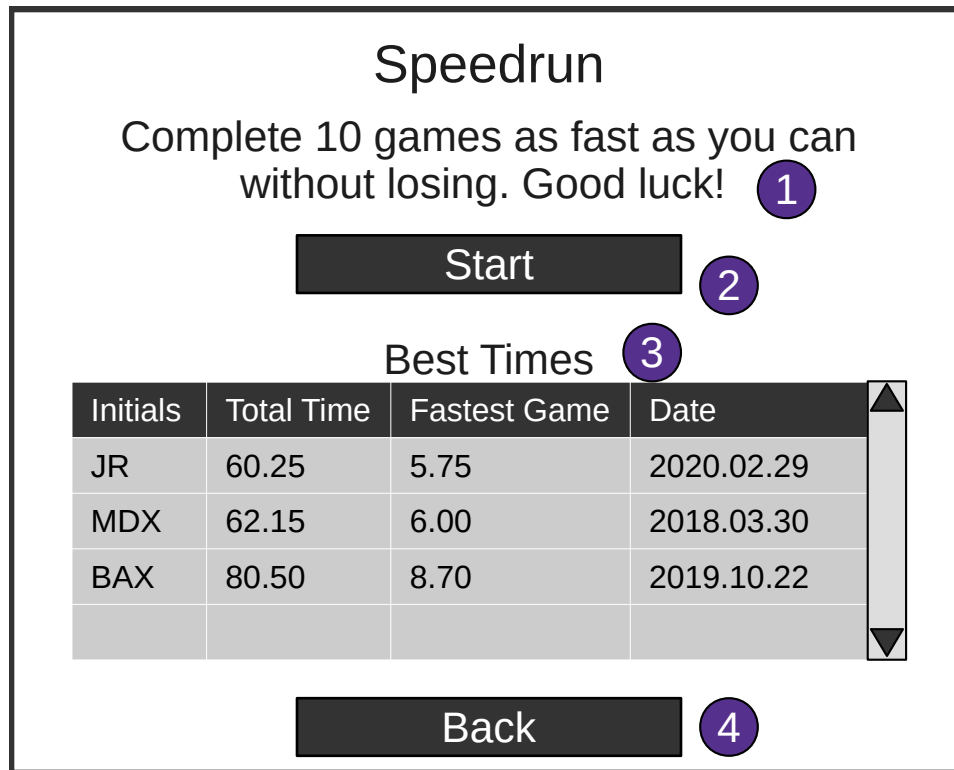 Speedrun
Complete 10 games as fast as you can
without losing. Good luck! 1
Start 2
Best Times 3
Initials Total Time Fastest Game Date
JR 60.25 5.75 2020.02.29
MDX 62.15 6.00 2018.03.30
BAX 80.50 8.70 2019.10.22
Back 4